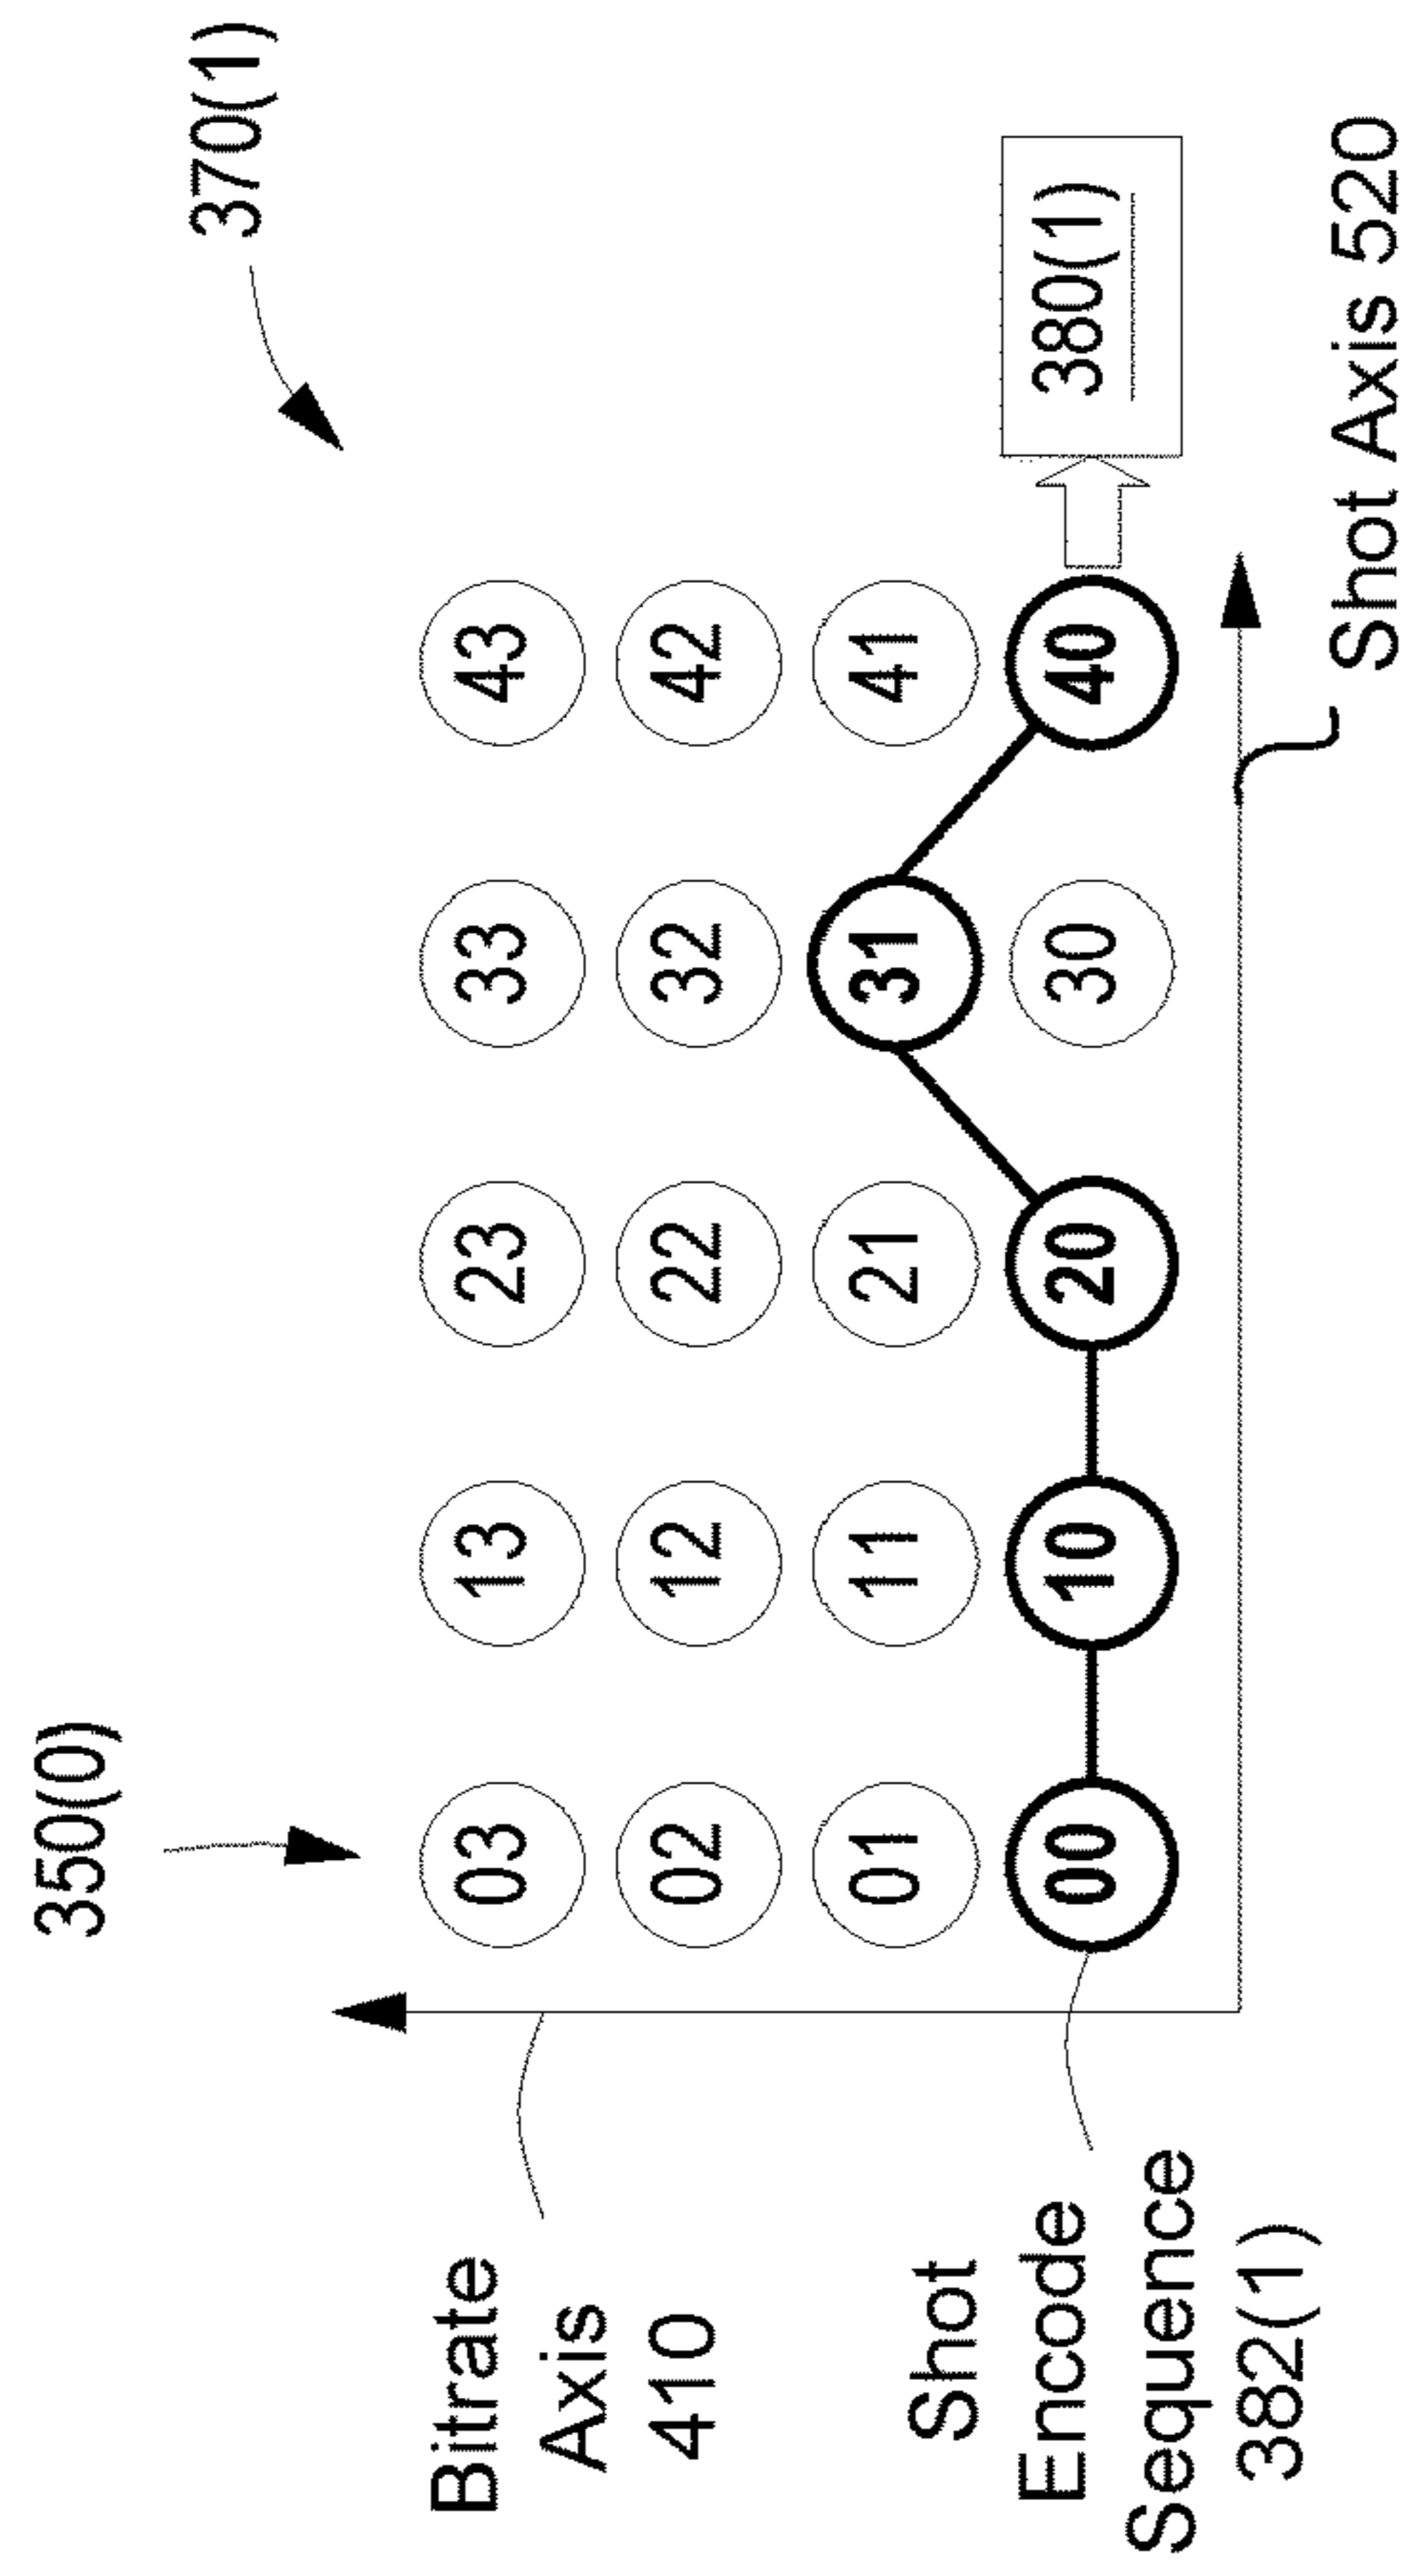 370(1)
350(0)
03 13 23 33 43
02 12 22 32 42
01 11 21 31 41
00 10 20 30 40
380(1)
Bitrate
Axis
410
Shot
Encode
Sequence
382(1)
Shot Axis 520